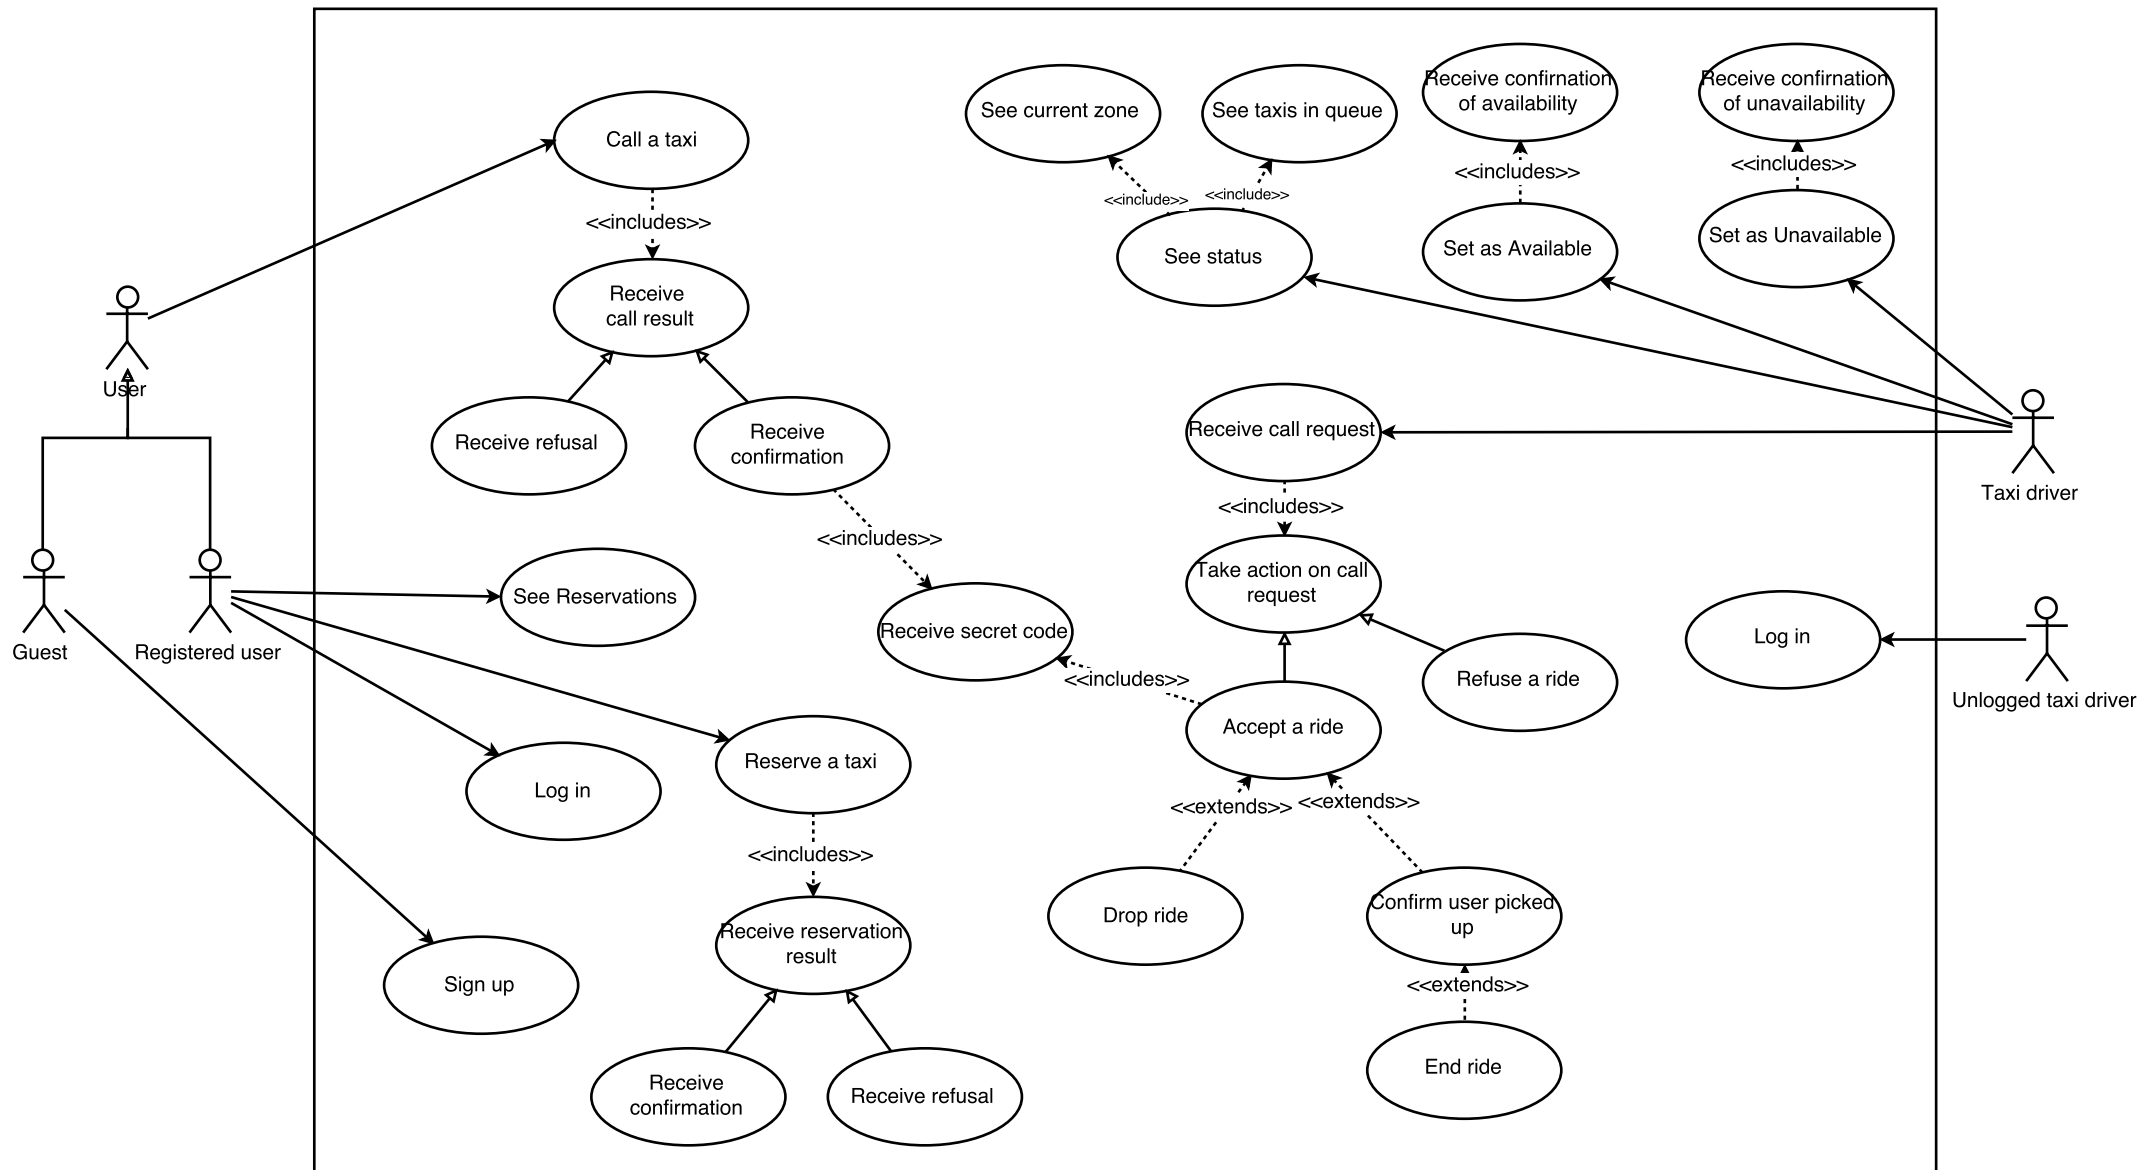 Receive confirnation
of availability
Receive confirnation
of unavailability
See current zone
See taxis in queue
Call a taxi
<<includes>>
<<includes>>
<<include>>
<<include>>
<<includes>>
Set as Unavailable
Set as Available
See status
Receive
call result
User
Receive refusal
Receive
confirmation
Receive call request
Taxi driver
<<includes>>
<<includes>>
Take action on call
request
See Reservations
Receive secret code
Log in
Guest
Registered user
<<includes>>
Refuse a ride
Unlogged taxi driver
Accept a ride
Reserve a taxi
Log in
<<extends>>
<<extends>>
<<includes>>
Drop ride
Confirm user picked
up
Receive reservation
result
Sign up
<<extends>>
End ride
Receive
confirmation
Receive refusal